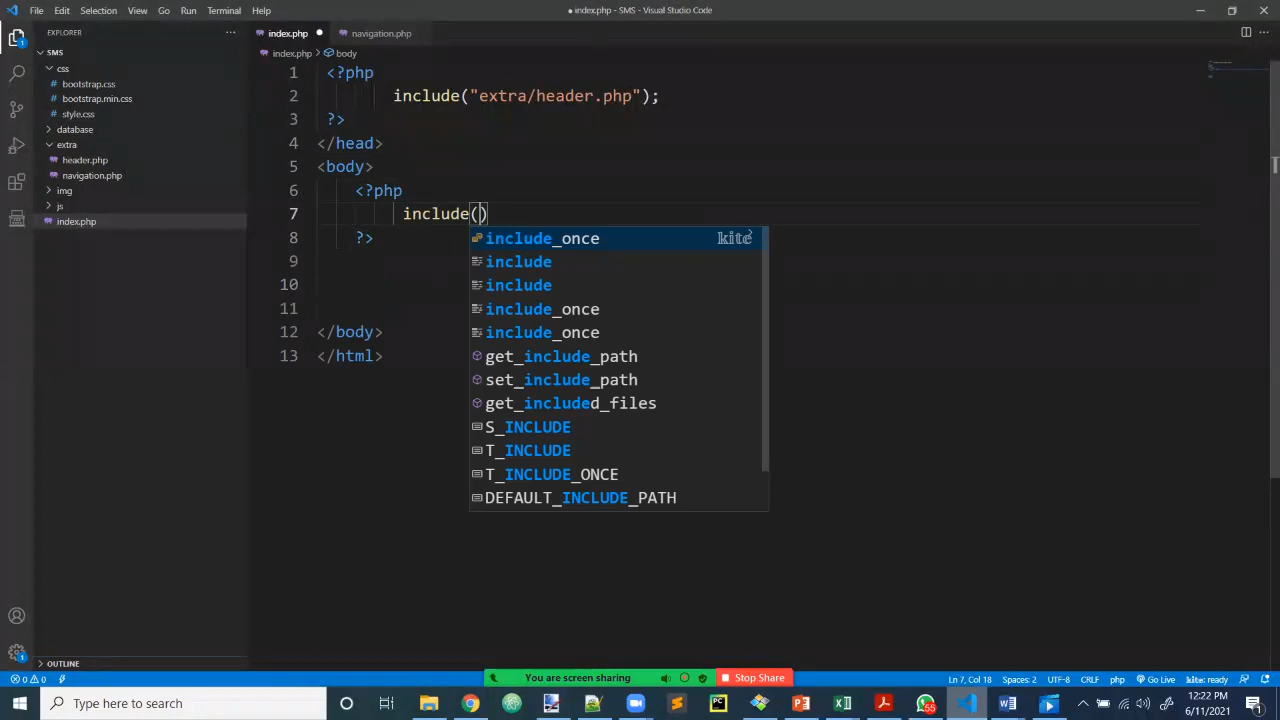 File Edit Selection View Go Run Terminal Help
● index.php - SMS - Visual Studio Code
EXPLORER
SMS
css
bootstrap.css
bootstrap.min.css
style.css
database
extra
header.php
navigation.php
img
js
index.php
OUTLINE
index.php ● navigation.php
index.php > body
1 <?php
2 include("extra/header.php");
3 ?>
4 </head>
5 <body>
6 <?php
7 include()
8 ?>
9
10
11
12 </body>
13 </html>
include_once kite
include
include
include_once
include_once
get_include_path
set_include_path
get_included_files
S_INCLUDE
T_INCLUDE
T_INCLUDE_ONCE
DEFAULT_INCLUDE_PATH
You are screen sharing Stop Share
0 0 Ln 7, Col 18 Spaces: 2 UTF-8 CRLF php Go Live kite: ready
Type here to search
PC
55
12:22 PM
6/11/2021
1